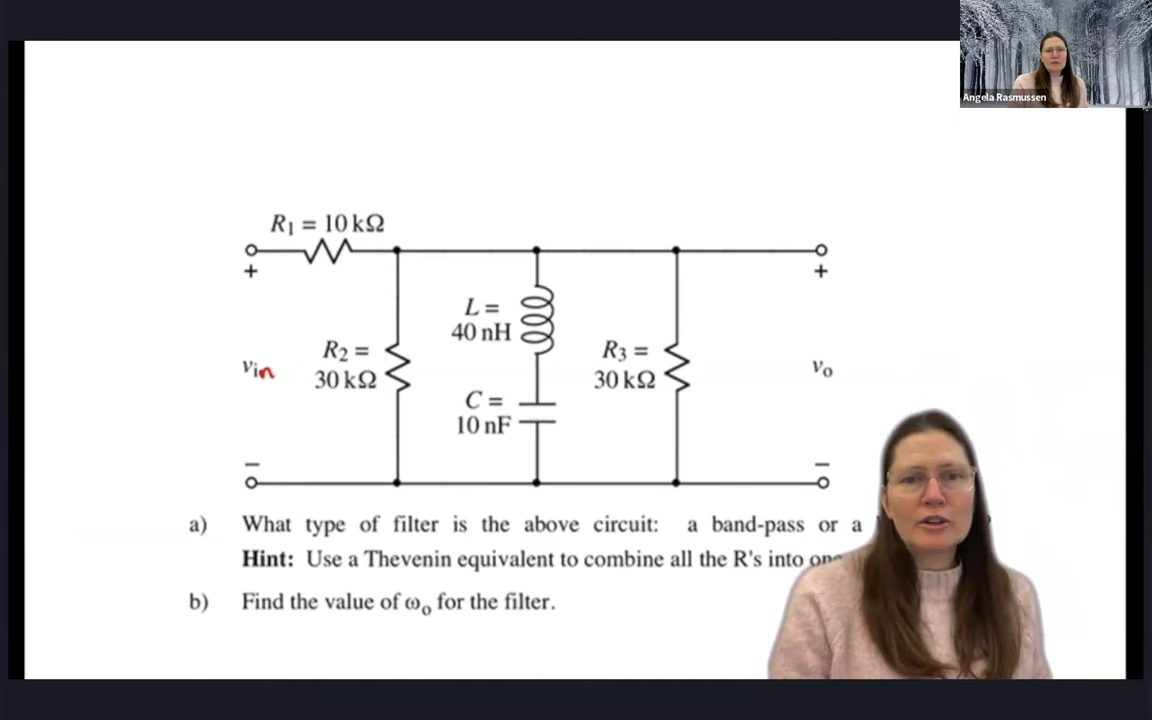 Angela Rasmussen
R₁ = 10 kΩ
+
+
L =
40 nH
R₂ =
30 kΩ
R₃ =
30 kΩ
vin
vo
C =
10 nF
−
−
a) What type of filter is the above circuit: a band-pass or a
Hint: Use a Thevenin equivalent to combine all the R's into
b) Find the value of ωo for the filter.